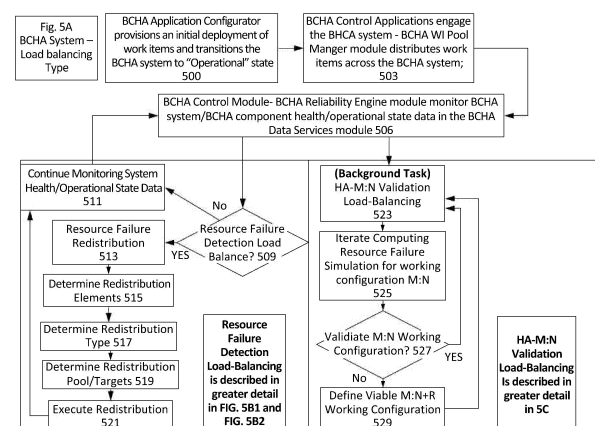 Fig. 5A
BCHA System –
Load balancing
Type
BCHA Application Configurator
provisions an initial deployment of
work items and transitions the
BCHA system to "Operational" state
500
BCHA Control Applications engage
the BHCA system - BCHA WI Pool
Manger module distributes work
items across the BCHA system;
503
BCHA Control Module- BCHA Reliability Engine module monitor BCHA
system/BCHA component health/operational state data in the BCHA
Data Services module 506
Continue Monitoring System
Health/Operational State Data
511
No
Resource Failure
Detection Load
Balance? 509
YES
Resource Failure
Redistribution
513
Determine Redistribution
Elements 515
Determine Redistribution
Type 517
Determine Redistribution
Pool/Targets 519
Execute Redistribution
521
Resource
Failure
Detection
Load-Balancing
is described in
greater detail
in FIG. 5B1 and
FIG. 5B2
(Background Task)
HA-M:N Validation
Load-Balancing
523
Iterate Computing
Resource Failure
Simulation for working
configuration M:N
525
Validiate M:N Working
Configuration? 527
YES
No
Define Viable M:N+R
Working Configuration
529
HA-M:N
Validation
Load-Balancing
Is described in
greater detail
in 5C